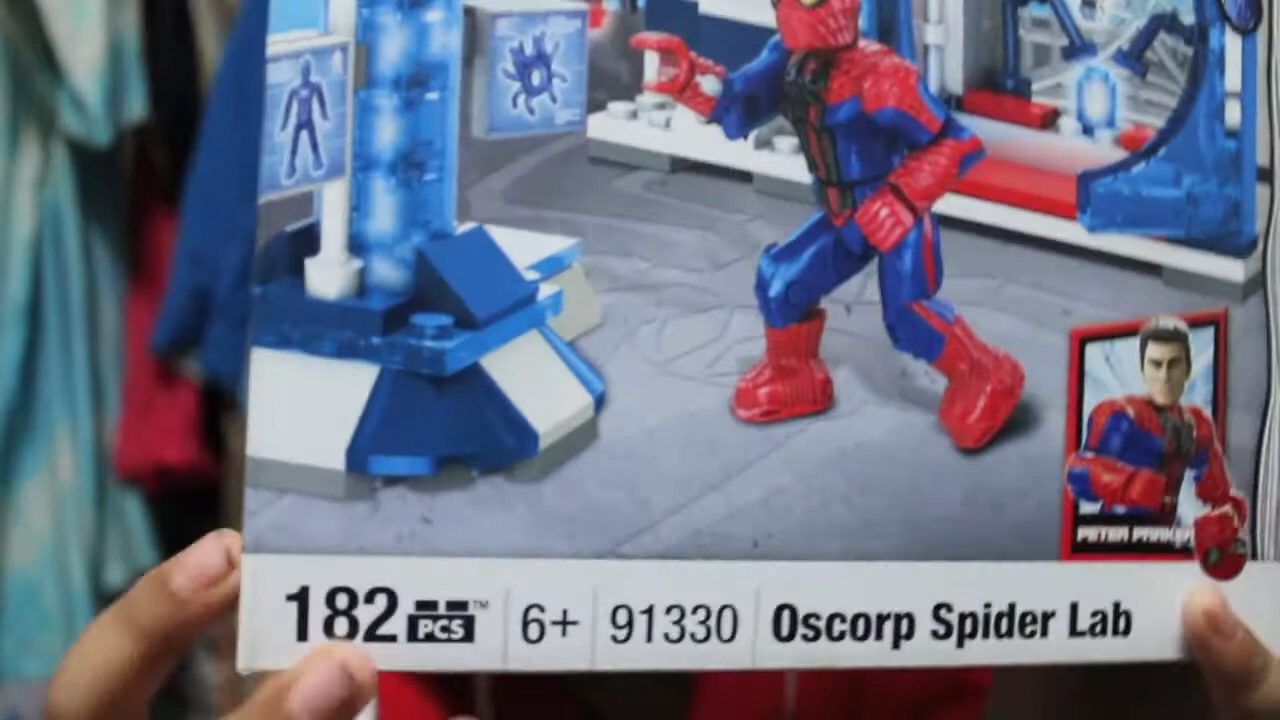 PETER PARKER
182 PCS™ 6+ 91330 Oscorp Spider Lab